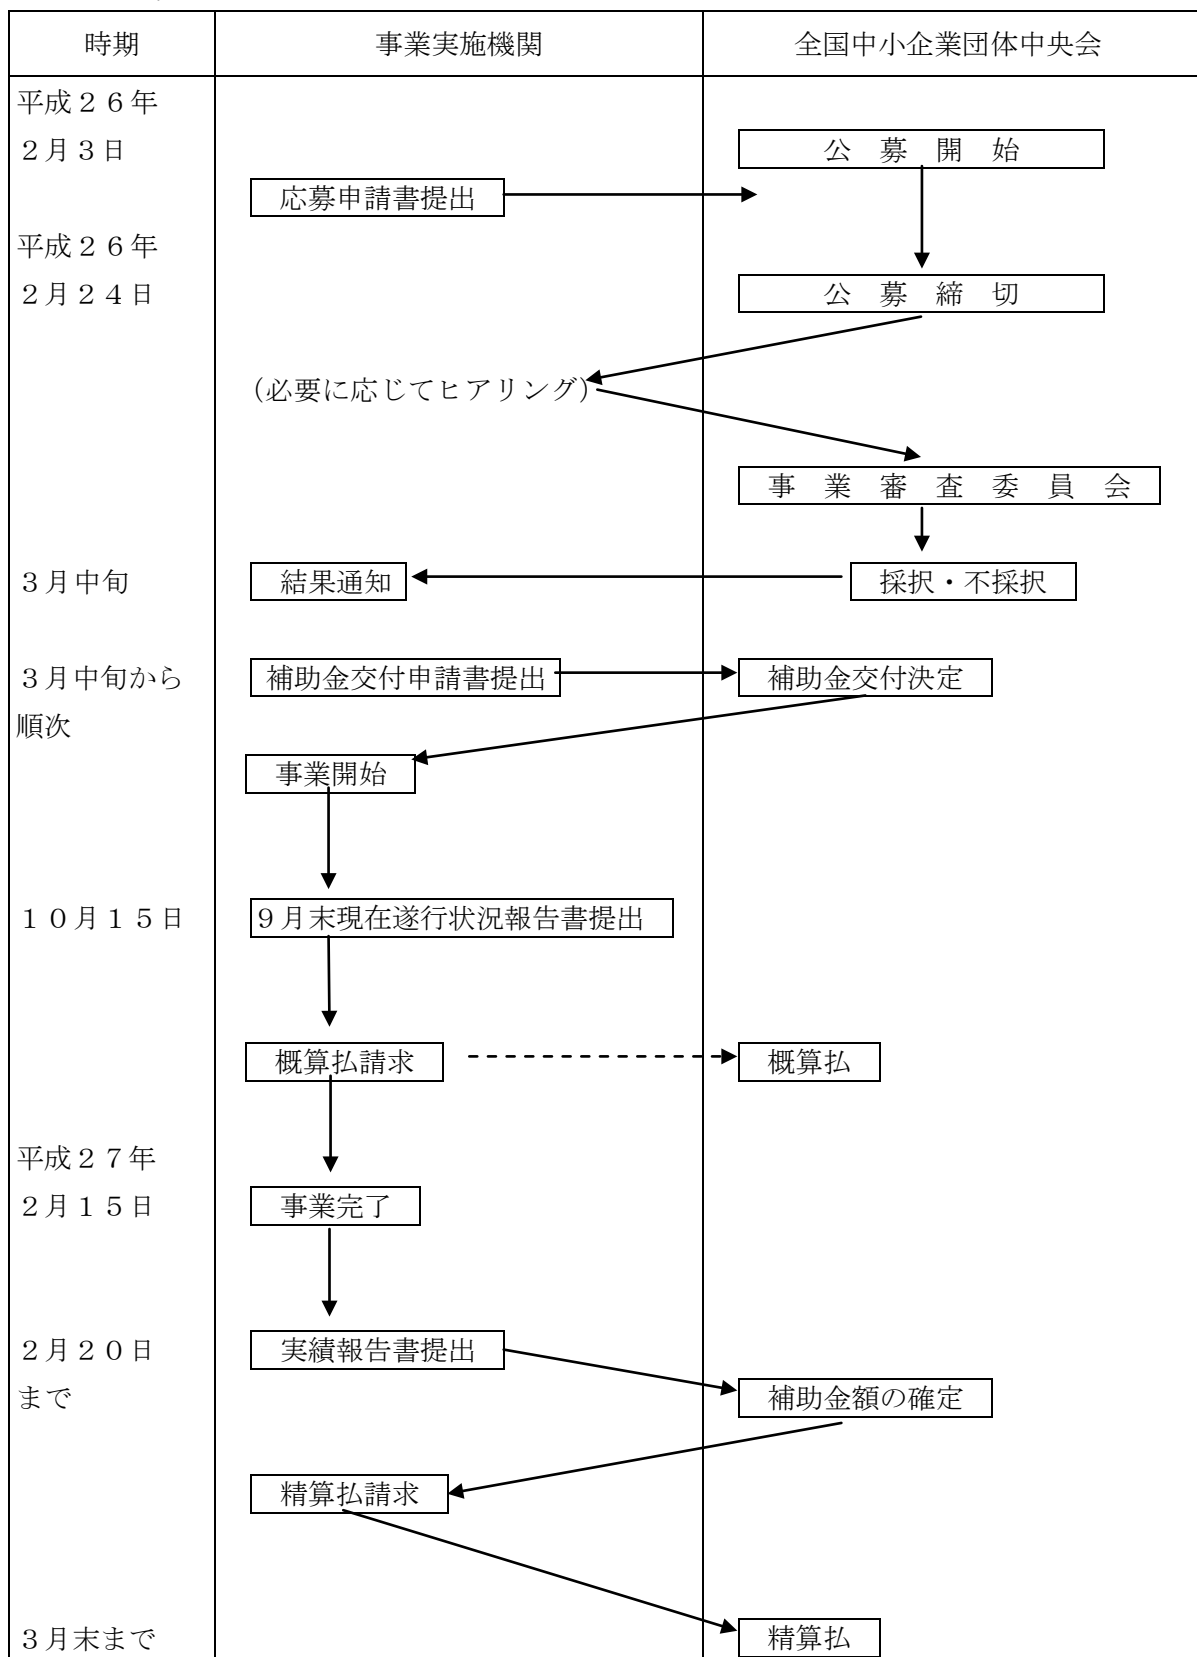 時期　事業実施機関　全国中小企業団体中央会
平成２６年
２月３日　公　募　開　始
応募申請書提出
平成２６年
２月２４日　公　募　締　切
（必要に応じてヒアリング）
事　業　審　査　委　員　会
３月中旬　結果通知　採択・不採択
３月中旬から　補助金交付申請書提出　補助金交付決定
順次
事業開始
１０月１５日　９月末現在遂行状況報告書提出
概算払請求　概算払
平成２７年
２月１５日　事業完了
２月２０日　実績報告書提出
まで　補助金額の確定
精算払請求
３月末まで　精算払